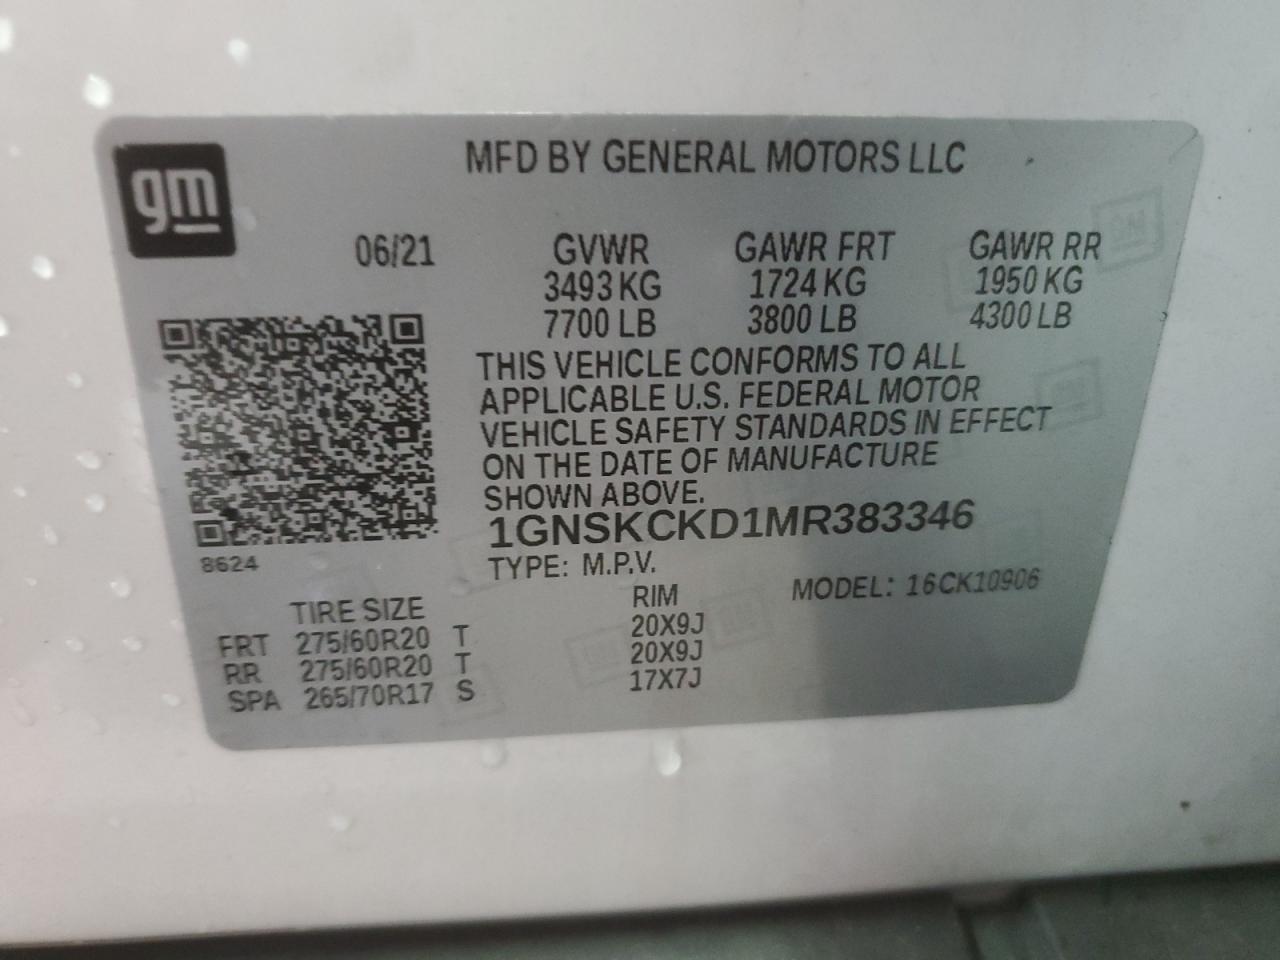 gm
MFD BY GENERAL MOTORS LLC
06/21 GVWR GAWR FRT GAWR RR
3493 KG 1724 KG 1950 KG
7700 LB 3800 LB 4300 LB
THIS VEHICLE CONFORMS TO ALL
APPLICABLE U.S. FEDERAL MOTOR
VEHICLE SAFETY STANDARDS IN EFFECT
ON THE DATE OF MANUFACTURE
SHOWN ABOVE.
1GNSKCKD1MR383346
8624
TYPE: M.P.V.
MODEL: 16CK10906
TIRE SIZE RIM
FRT 275/60R20 T 20X9J
RR 275/60R20 T 20X9J
SPA 265/70R17 S 17X7J